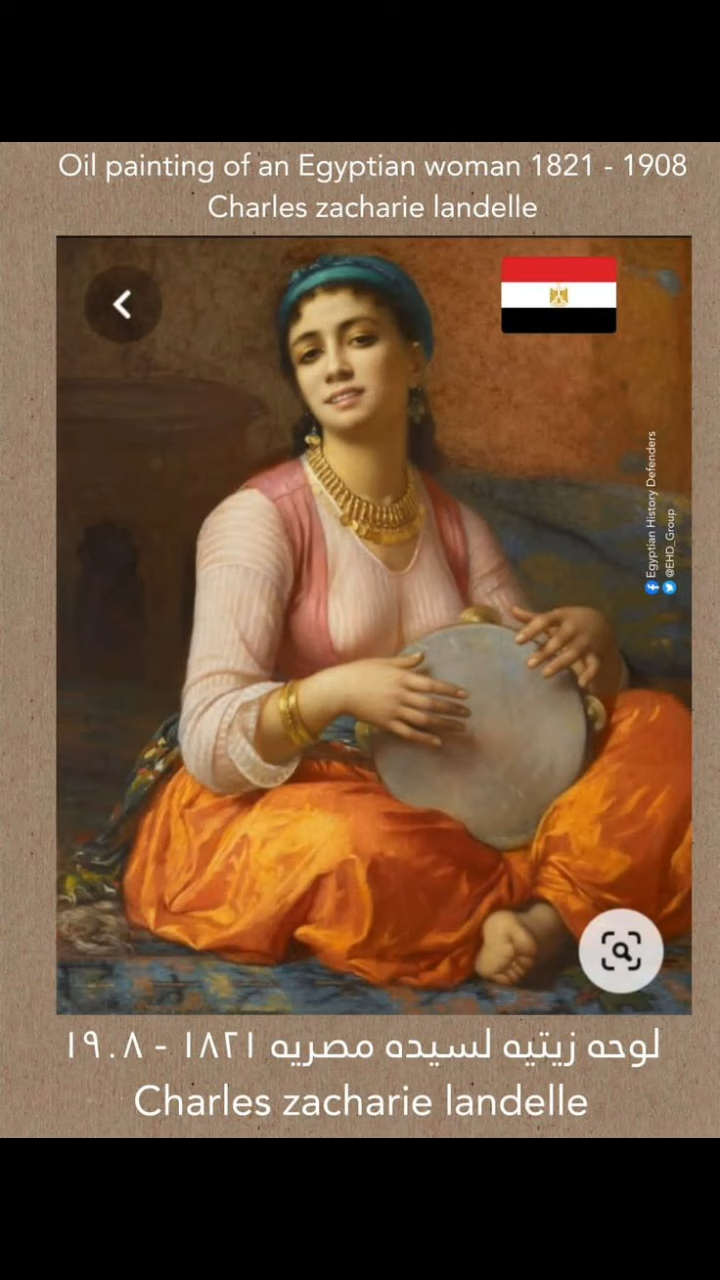 Oil painting of an Egyptian woman 1821 - 1908
Charles zacharie landelle
Egyptian History Defenders
@EHD_Group
لوحه زيتيه لسيده مصريه ١٨٢١ - ١٩٠٨
Charles zacharie landelle